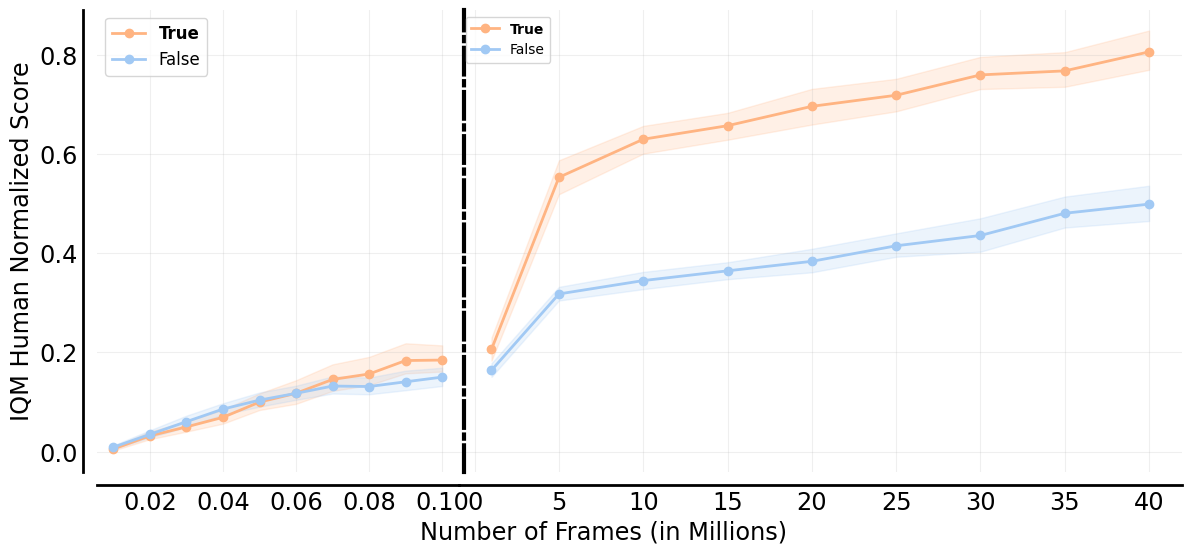 True
False
True
False
IQM Human Normalized Score
0.8
0.6
0.4
0.2
0.0
0.02 0.04 0.06 0.08 0.100 5 10 15 20 25 30 35 40
Number of Frames (in Millions)